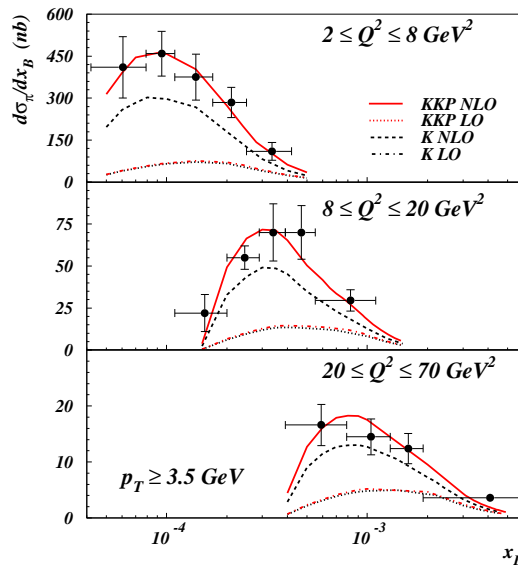 dσπ/dxB (nb)
600
450
300
150
0
2 ≤ Q² ≤ 8 GeV²
KKP NLO
KKP LO
K NLO
K LO
75
50
25
0
8 ≤ Q² ≤ 20 GeV²
20
10
0
20 ≤ Q² ≤ 70 GeV²
pT ≥ 3.5 GeV
10⁻⁴ 10⁻³